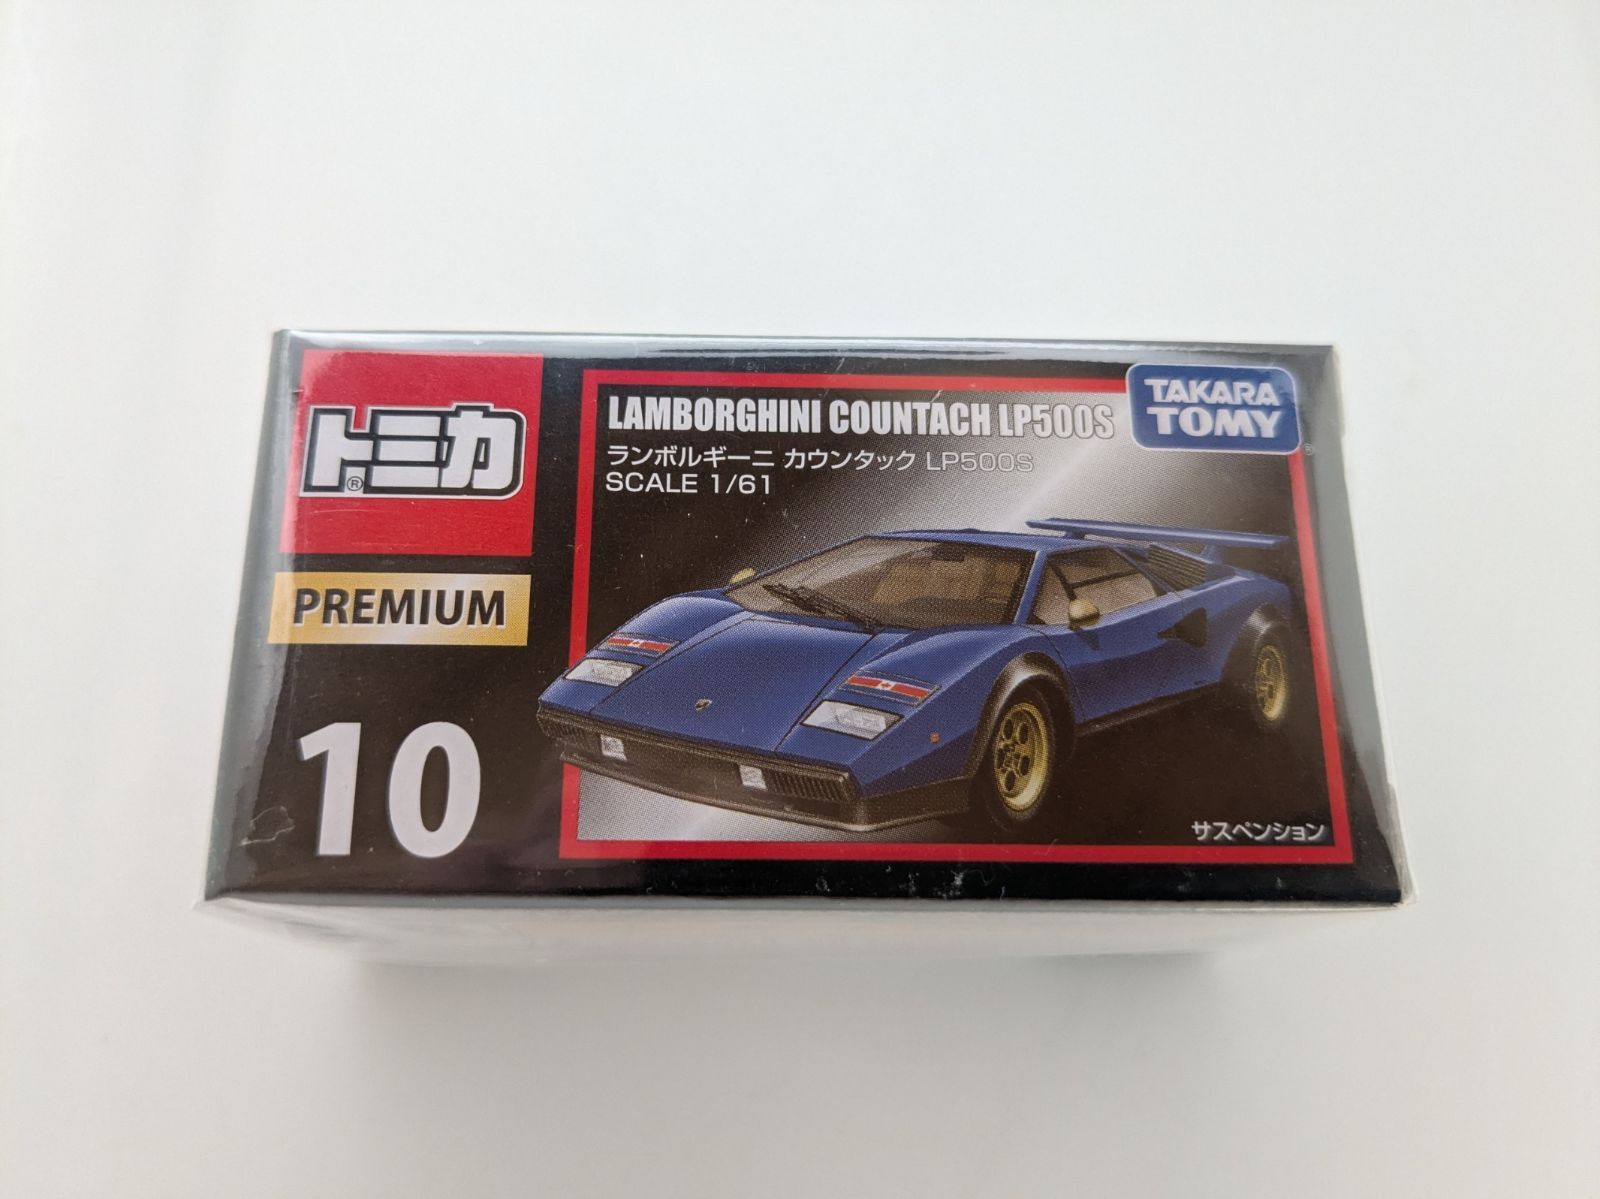 トミカ®
PREMIUM
10
LAMBORGHINI COUNTACH LP500S
ランボルギーニ カウンタック LP500S
SCALE 1/61
TAKARA
TOMY®
サスペンション